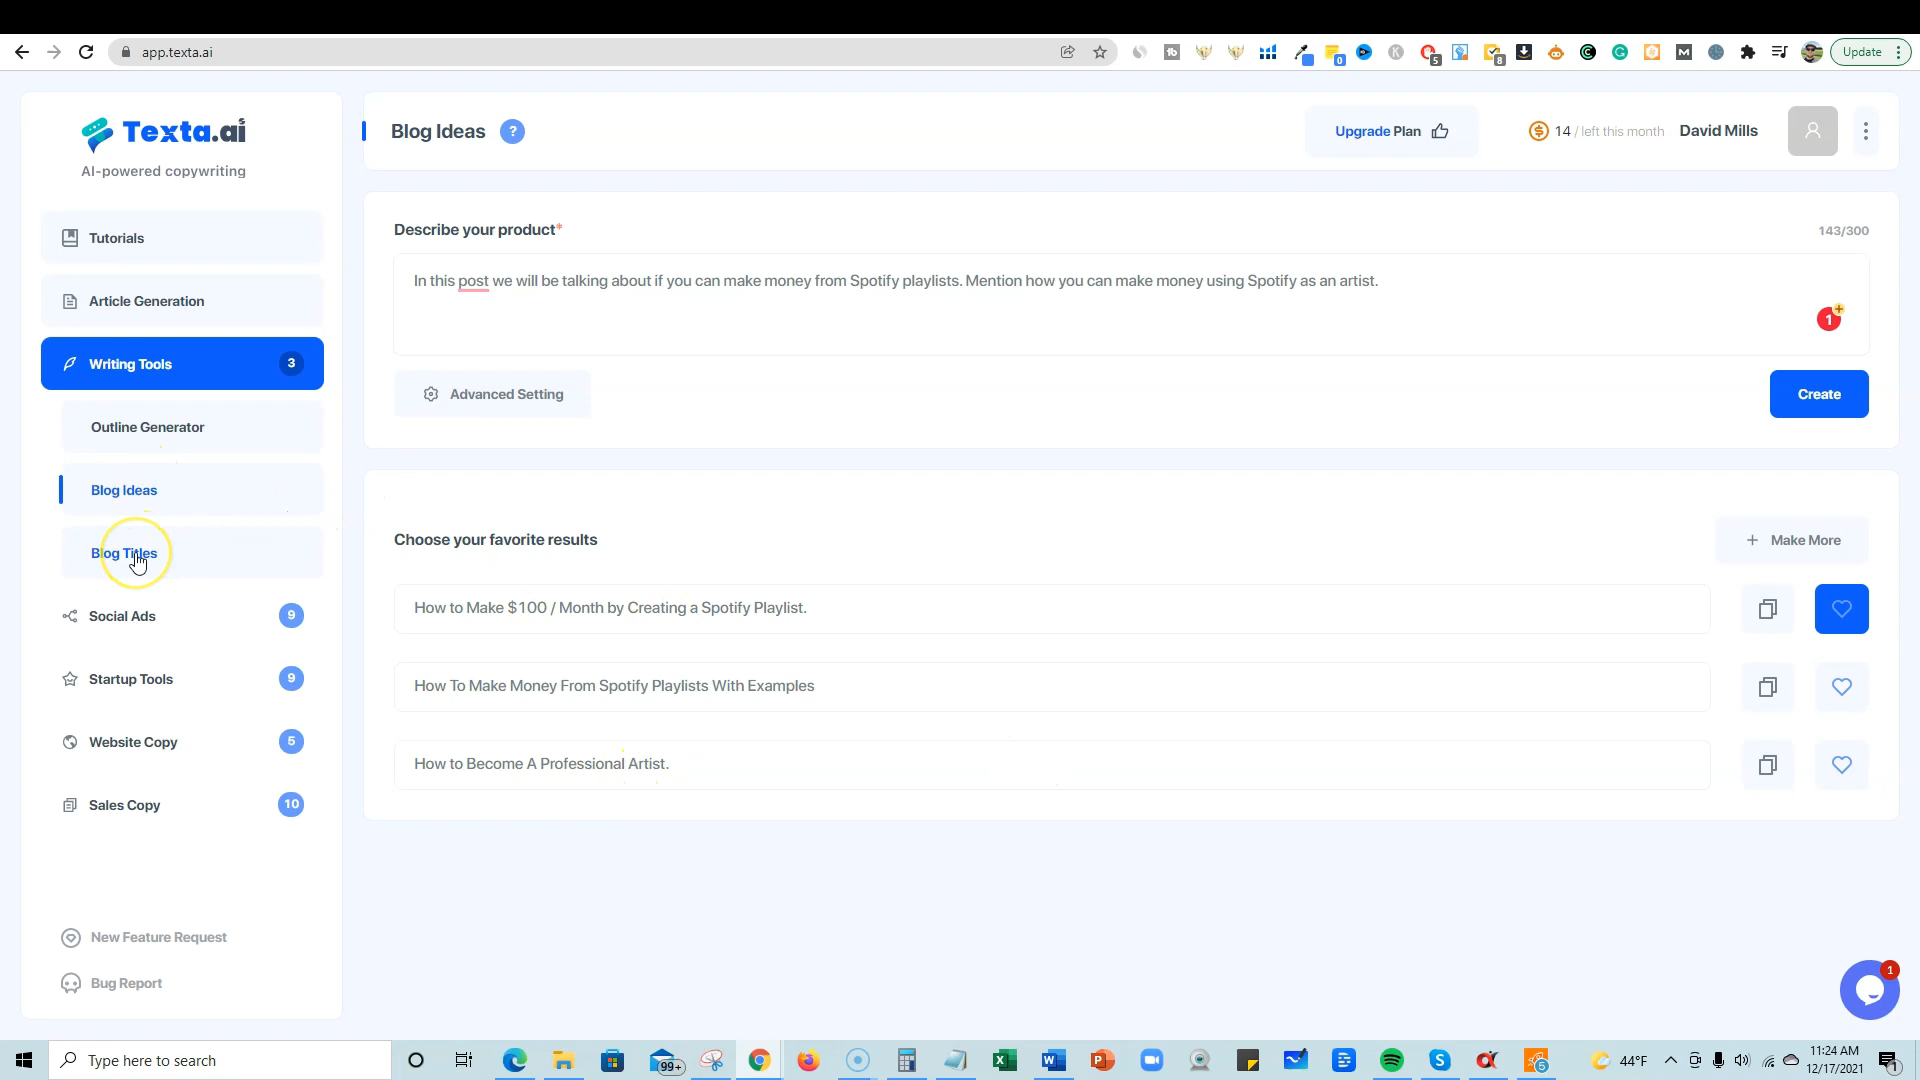 app.texta.ai
0
5
8
Update
Texta.ai
AI-powered copywriting
Tutorials
Article Generation
Writing Tools
3
Outline Generator
Blog Ideas
Blog Titles
Social Ads
9
Startup Tools
9
Website Copy
5
Sales Copy
10
New Feature Request
Bug Report
Blog Ideas
?
Upgrade Plan
14 / left this month
David Mills
Describe your product*
143/300
In this post we will be talking about if you can make money from Spotify playlists. Mention how you can make money using Spotify as an artist.
1
Advanced Setting
Create
Choose your favorite results
+ Make More
How to Make $100 / Month by Creating a Spotify Playlist.
How To Make Money From Spotify Playlists With Examples
How to Become A Professional Artist.
1
Type here to search
99+
5
44°F
11:24 AM
12/17/2021
1